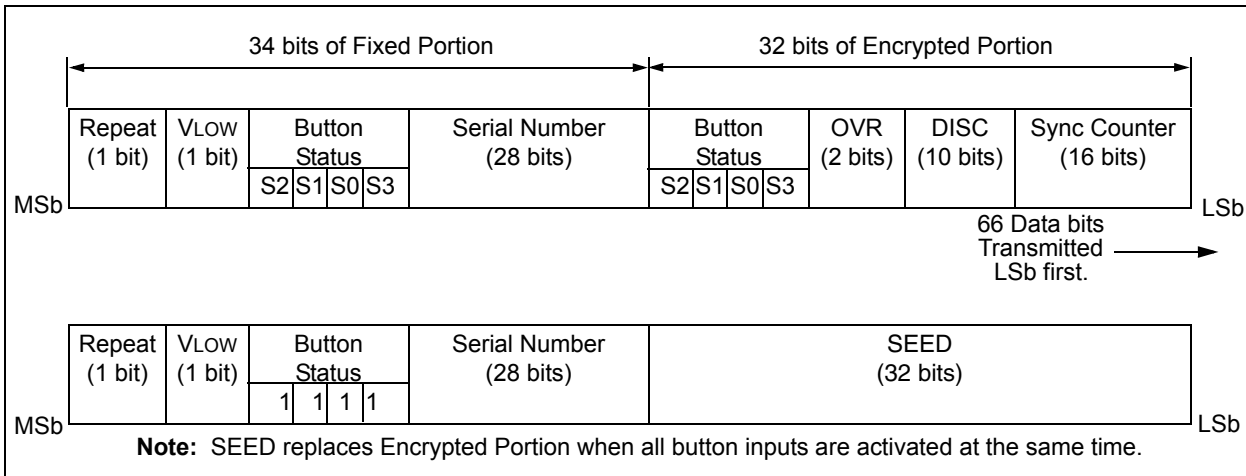 34 bits of Fixed Portion
32 bits of Encrypted Portion
Repeat
(1 bit)
VLOW
(1 bit)
Button
Status
S2 S1 S0 S3
Serial Number
(28 bits)
Button
Status
S2 S1 S0 S3
OVR
(2 bits)
DISC
(10 bits)
Sync Counter
(16 bits)
MSb
LSb
66 Data bits
Transmitted
LSb first.
Repeat
(1 bit)
VLOW
(1 bit)
Button
Status
1 1 1 1
Serial Number
(28 bits)
SEED
(32 bits)
MSb
LSb
Note: SEED replaces Encrypted Portion when all button inputs are activated at the same time.